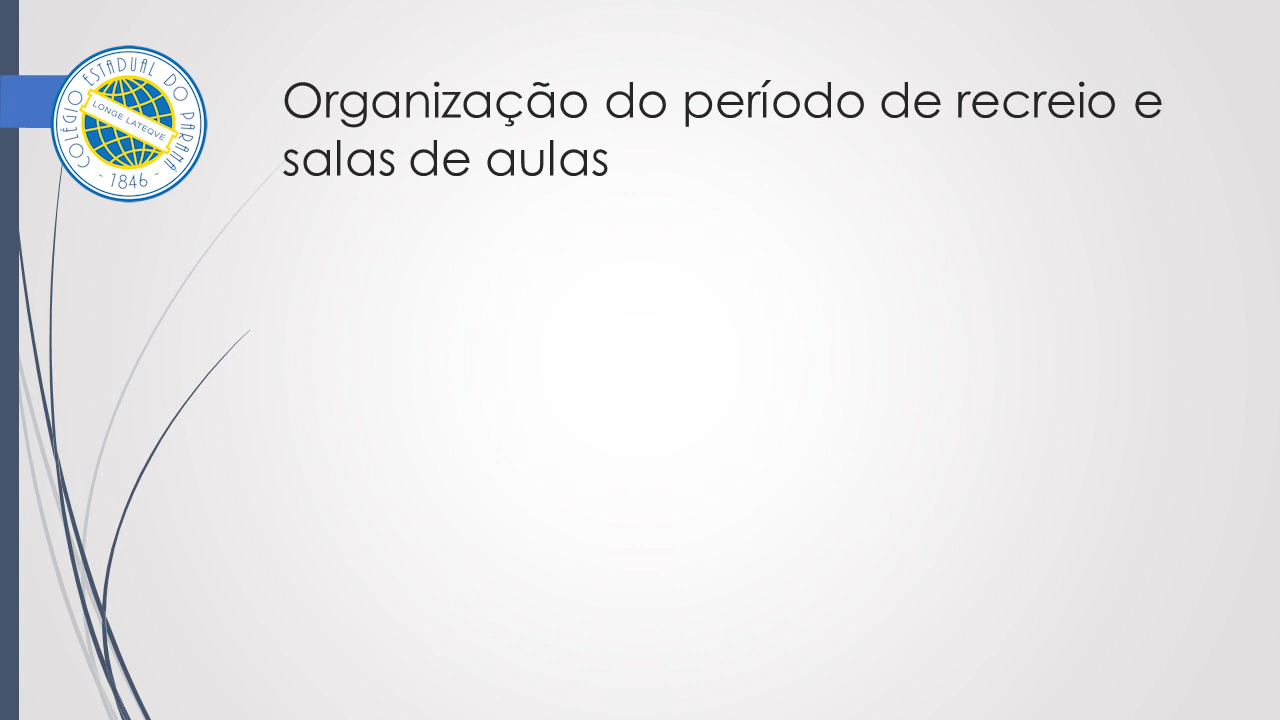 COLÉGIO ESTADUAL DO PARANÁ
LONGE LATEQVE
- 1846 -
Organização do período de recreio e
salas de aulas